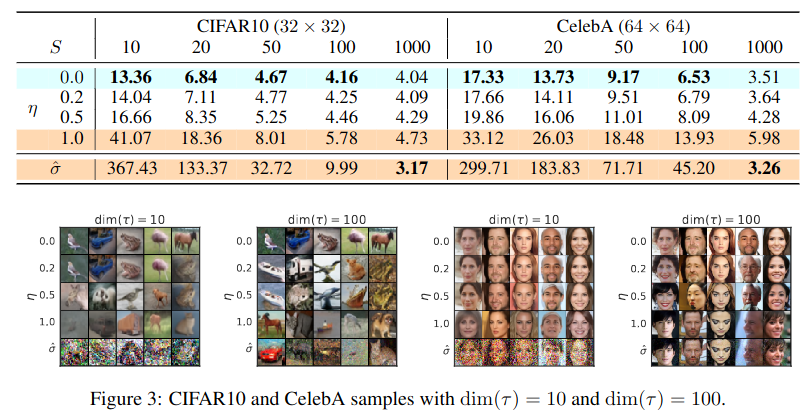 CIFAR10 (32 × 32) CelebA (64 × 64)
S 10 20 50 100 1000 10 20 50 100 1000
0.0 13.36 6.84 4.67 4.16 4.04 17.33 13.73 9.17 6.53 3.51
0.2 14.04 7.11 4.77 4.25 4.09 17.66 14.11 9.51 6.79 3.64
η
0.5 16.66 8.35 5.25 4.46 4.29 19.86 16.06 11.01 8.09 4.28
1.0 41.07 18.36 8.01 5.78 4.73 33.12 26.03 18.48 13.93 5.98
σ̂ 367.43 133.37 32.72 9.99 3.17 299.71 183.83 71.71 45.20 3.26
dim(τ) = 10 dim(τ) = 100 dim(τ) = 10 dim(τ) = 100
0.0 0.0 0.0 0.0
0.2 0.2 0.2 0.2
η 0.5 η 0.5 η 0.5 η 0.5
1.0 1.0 1.0 1.0
σ̂ σ̂ σ̂ σ̂
Figure 3: CIFAR10 and CelebA samples with dim(τ) = 10 and dim(τ) = 100.